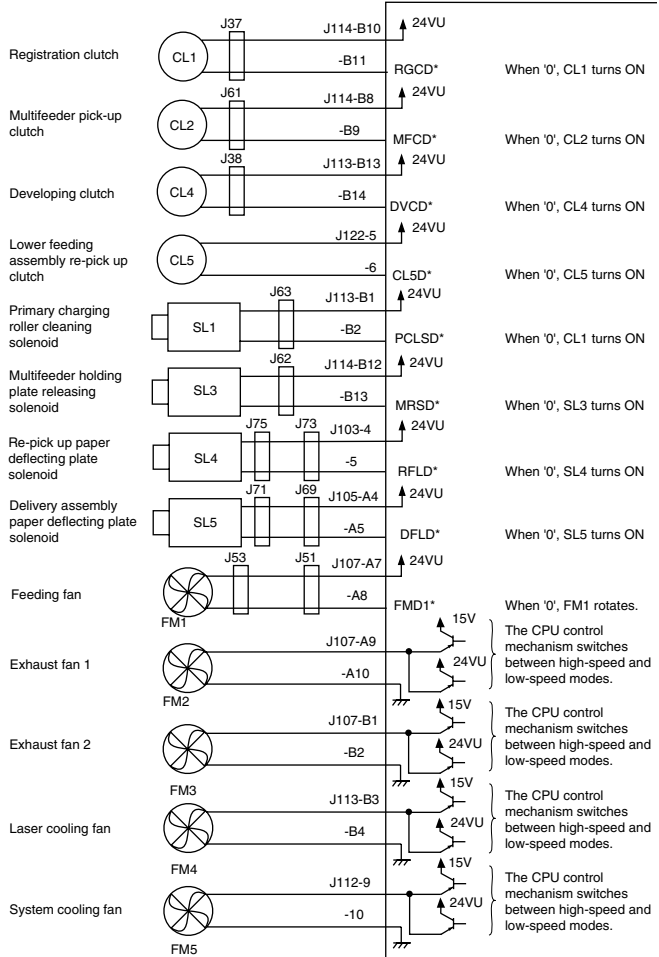 J37
J114-B10
24VU
Registration clutch
CL1
-B11
RGCD*
When '0', CL1 turns ON
J61
J114-B8
24VU
Multifeeder pick-up
clutch
CL2
-B9
MFCD*
When '0', CL2 turns ON
J38
J113-B13
24VU
Developing clutch
CL4
-B14
DVCD*
When '0', CL4 turns ON
J122-5
24VU
Lower feeding
assembly re-pick up
clutch
CL5
-6
CL5D*
When '0', CL5 turns ON
J63
J113-B1
24VU
Primary charging
roller cleaning
solenoid
SL1
-B2
PCLSD*
When '0', CL1 turns ON
J62
J114-B12
24VU
Multifeeder holding
plate releasing
solenoid
SL3
-B13
MRSD*
When '0', SL3 turns ON
J75
J73
J103-4
24VU
Re-pick up paper
deflecting plate
solenoid
SL4
-5
RFLD*
When '0', SL4 turns ON
J71
J69
J105-A4
24VU
Delivery assembly
paper deflecting plate
solenoid
SL5
-A5
DFLD*
When '0', SL5 turns ON
J53
J51
J107-A7
24VU
Feeding fan
FM1
-A8
FMD1*
When '0', FM1 rotates.
Exhaust fan 1
FM2
J107-A9
-A10
15V
24VU
The CPU control
mechanism switches
between high-speed and
low-speed modes.
Exhaust fan 2
FM3
J107-B1
-B2
15V
24VU
The CPU control
mechanism switches
between high-speed and
low-speed modes.
Laser cooling fan
FM4
J113-B3
-B4
15V
24VU
The CPU control
mechanism switches
between high-speed and
low-speed modes.
System cooling fan
FM5
J112-9
-10
15V
24VU
The CPU control
mechanism switches
between high-speed and
low-speed modes.